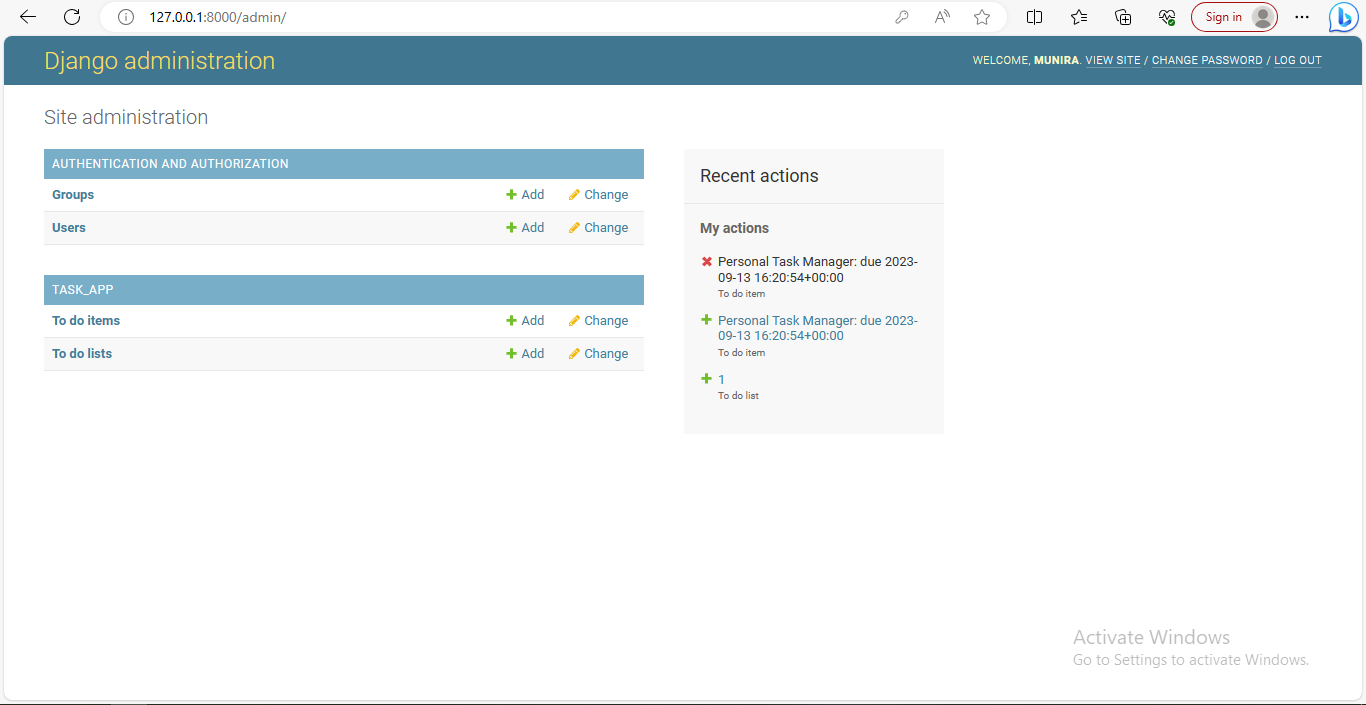 127.0.0.1:8000/admin/
A
Sign in
Django administration
WELCOME, MUNIRA. VIEW SITE / CHANGE PASSWORD / LOG OUT
Site administration
AUTHENTICATION AND AUTHORIZATION
Groups Add Change
Users Add Change
TASK_APP
To do items Add Change
To do lists Add Change
Recent actions
My actions
Personal Task Manager: due 2023-
09-13 16:20:54+00:00
To do item
Personal Task Manager: due 2023-
09-13 16:20:54+00:00
To do item
1
To do list
Activate Windows
Go to Settings to activate Windows.